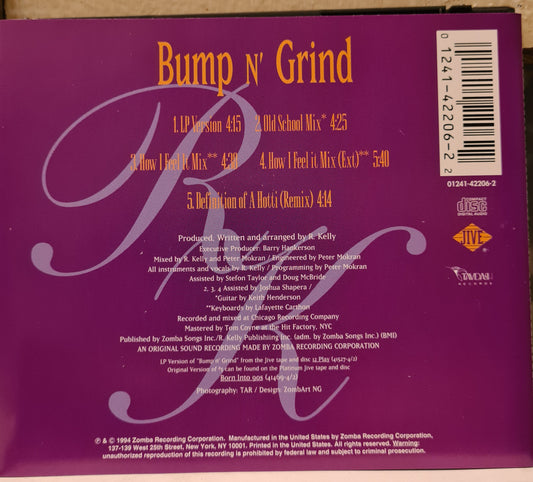 Bump N' Grind
1. LP Version 4:15 2. Old School Mix* 4:25
3. How I Feel It Mix** 4:38 4. How I Feel it Mix (Ext)** 5:40
5. Definition of A Hotti (Remix) 4:14
R/K
Produced, Written and arranged by R. Kelly
Executive Producer: Barry Hankerson
Mixed by R. Kelly and Peter Mokran / Engineered by Peter Mokran
All instruments and vocals by R. Kelly / Programming by Peter Mokran
Assisted by Stefon Taylor and Doug McBride
2, 3, 4 Assisted by Joshua Shapera /
*Guitar by Keith Henderson
**Keyboards by Lafayette Carlson
Recorded and mixed at Chicago Recording Company
Mastered by Tom Coyne at the Hit Factory, NYC
Published by Zomba Songs Inc./R. Kelly Publishing Inc. (adm. by Zomba Songs Inc.) (BMI)
AN ORIGINAL SOUND RECORDING MADE BY ZOMBA RECORDING CORPORATION
LP Version of "Bump n' Grind" from the Jive tape and disc 12 Play (41527-4/2)
Original Version of #5 can be found on the Platinum Jive tape and disc
Born Into 90s (41469-4/2)
Photography: TAR / Design: ZombArt NG
℗ & © 1994 Zomba Recording Corporation. Manufactured in the United States by Zomba Recording Corporation,
137-139 West 25th Street, New York, NY 10001. Printed in the United States. All rights reserved. Warning:
unauthorized reproduction of this recording is prohibited by federal law and subject to criminal prosecution.
0 1241-42206-2 2
01241-42206-2
COMPACT
disc
DIGITAL AUDIO
JIVE
RECORDS